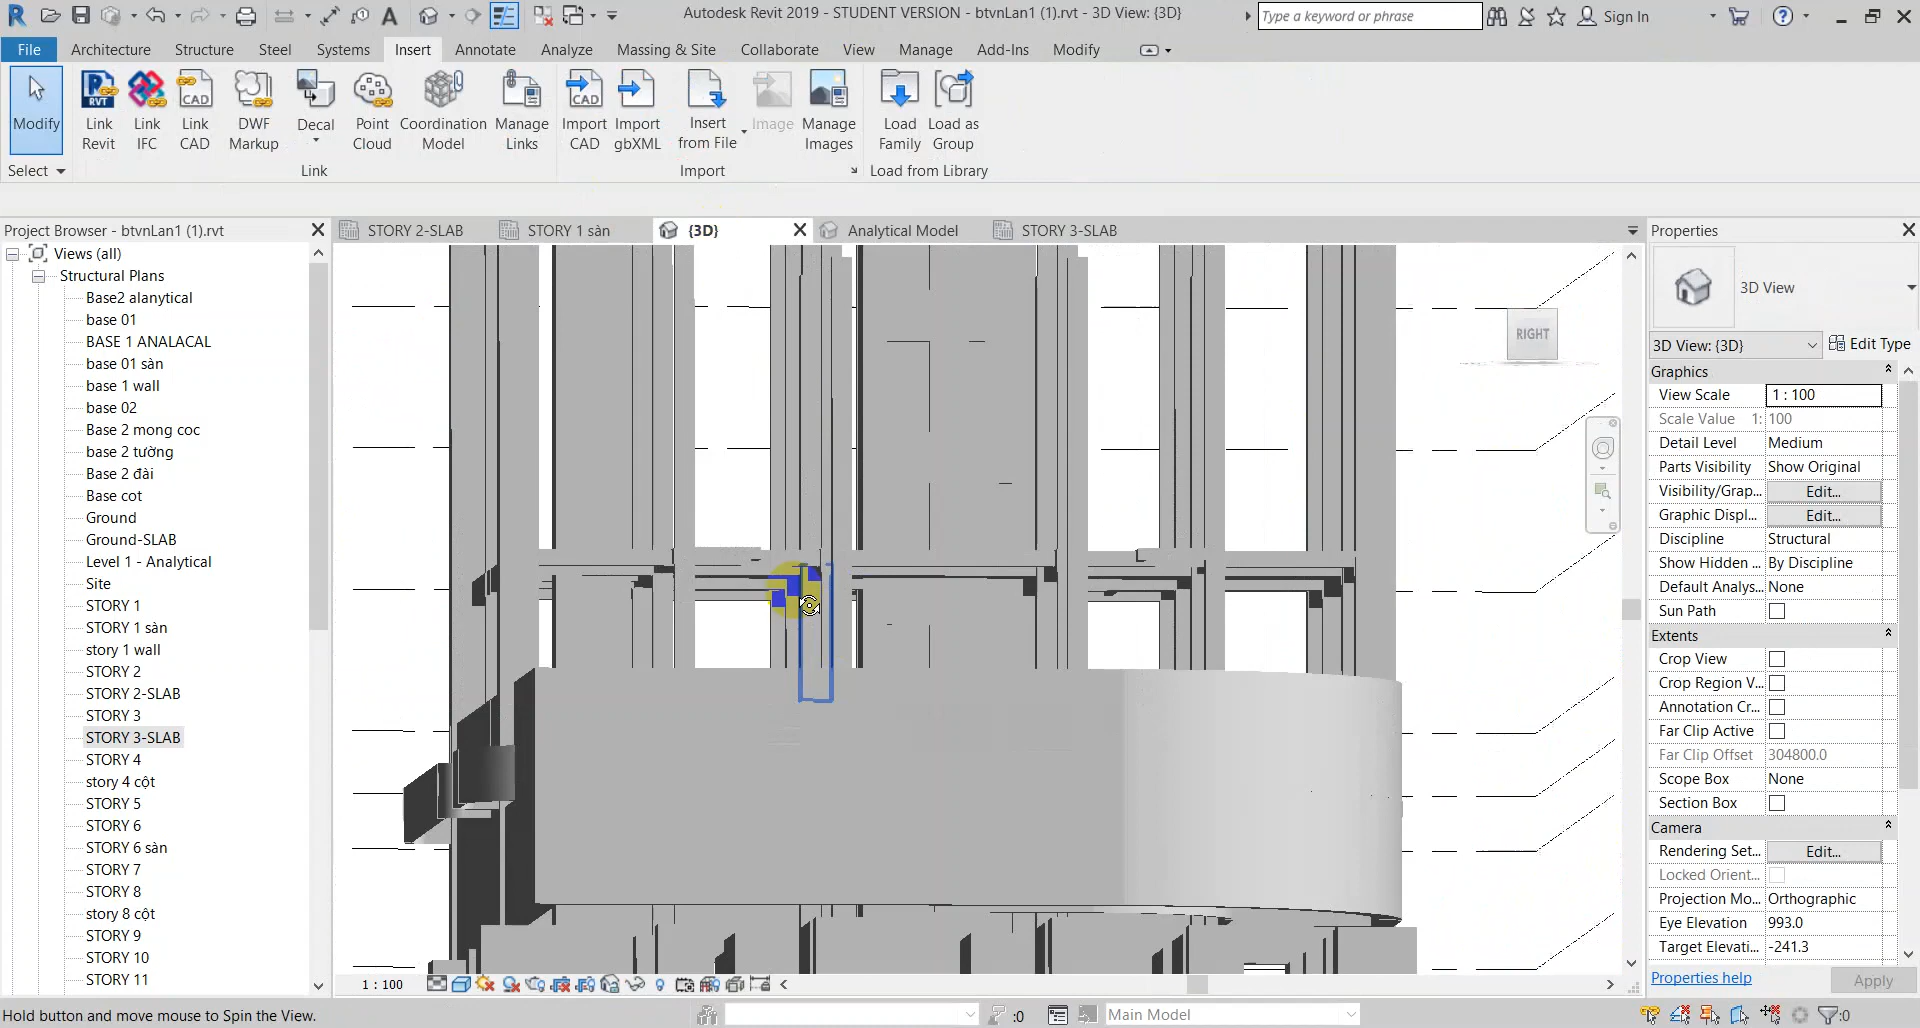 Autodesk Revit 2019 - STUDENT VERSION - btvnLan1 (1).rvt - 3D View: {3D}
Type a keyword or phrase
Sign In
File Architecture Structure Steel Systems Insert Annotate Analyze Massing & Site Collaborate View Manage Add-Ins Modify
Modify
Link Revit
Link IFC
Link CAD
DWF Markup
Decal
Point Cloud
Coordination Model
Manage Links
Import CAD
Import gbXML
Insert from File
Image
Manage Images
Load Family
Load as Group
Select
Link
Import
Load from Library
Project Browser - btvnLan1 (1).rvt
Views (all)
Structural Plans
Base2 alanytical
base 01
BASE 1 ANALACAL
base 01 sàn
base 1 wall
base 02
Base 2 mong coc
base 2 tường
Base 2 đài
Base cot
Ground
Ground-SLAB
Level 1 - Analytical
Site
STORY 1
STORY 1 sàn
story 1 wall
STORY 2
STORY 2-SLAB
STORY 3
STORY 3-SLAB
STORY 4
story 4 cột
STORY 5
STORY 6
STORY 6 sàn
STORY 7
STORY 8
story 8 cột
STORY 9
STORY 10
STORY 11
STORY 2-SLAB
STORY 1 sàn
{3D}
Analytical Model
STORY 3-SLAB
RIGHT
Properties
3D View
3D View: {3D}
Edit Type
Graphics
View Scale 1 : 100
Scale Value 1: 100
Detail Level Medium
Parts Visibility Show Original
Visibility/Grap... Edit...
Graphic Displ... Edit...
Discipline Structural
Show Hidden ... By Discipline
Default Analys... None
Sun Path
Extents
Crop View
Crop Region V...
Annotation Cr...
Far Clip Active
Far Clip Offset 304800.0
Scope Box None
Section Box
Camera
Rendering Set... Edit...
Locked Orient...
Projection Mo... Orthographic
Eye Elevation 993.0
Target Elevati... -241.3
Properties help
Apply
1 : 100
Hold button and move mouse to Spin the View.
:0
Main Model
:0